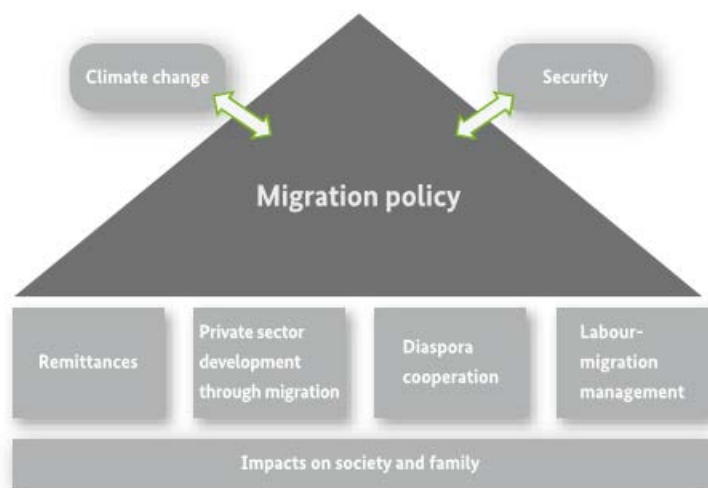 Climate change
Security
Migration policy
Remittances
Private sector
development
through migration
Diaspora
cooperation
Labour-
migration
management
Impacts on society and family